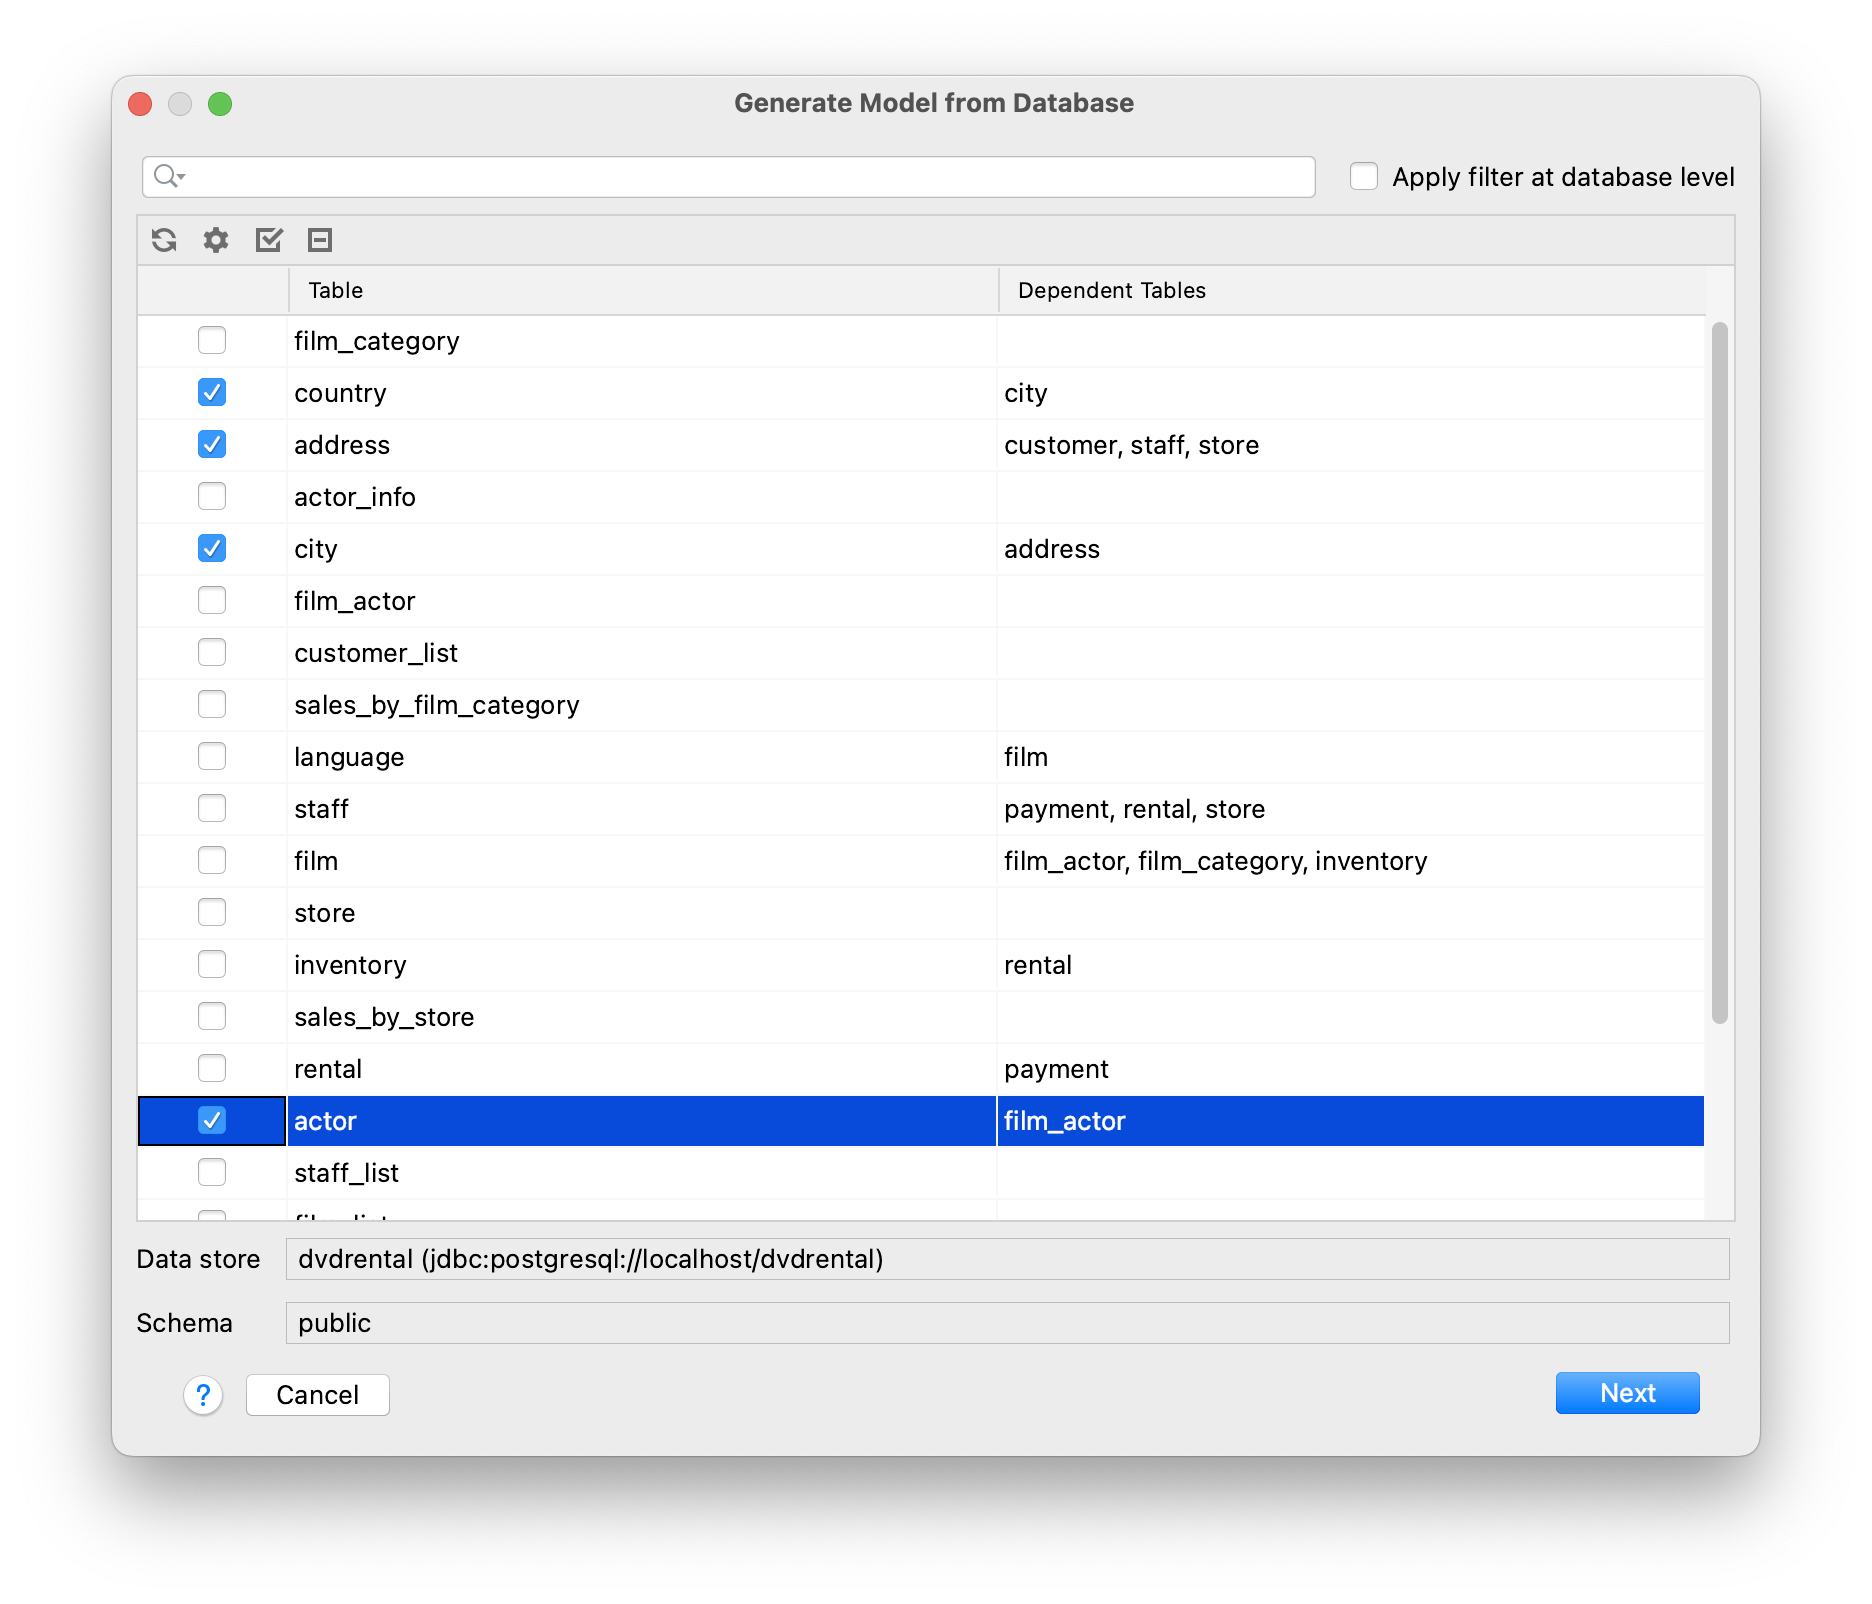 Generate Model from Database
Apply filter at database level
Table Dependent Tables
film_category
country city
address customer, staff, store
actor_info
city address
film_actor
customer_list
sales_by_film_category
language film
staff payment, rental, store
film film_actor, film_category, inventory
store
inventory rental
sales_by_store
rental payment
actor film_actor
staff_list
Data store dvdrental (jdbc:postgresql://localhost/dvdrental)
Schema public
? Cancel Next